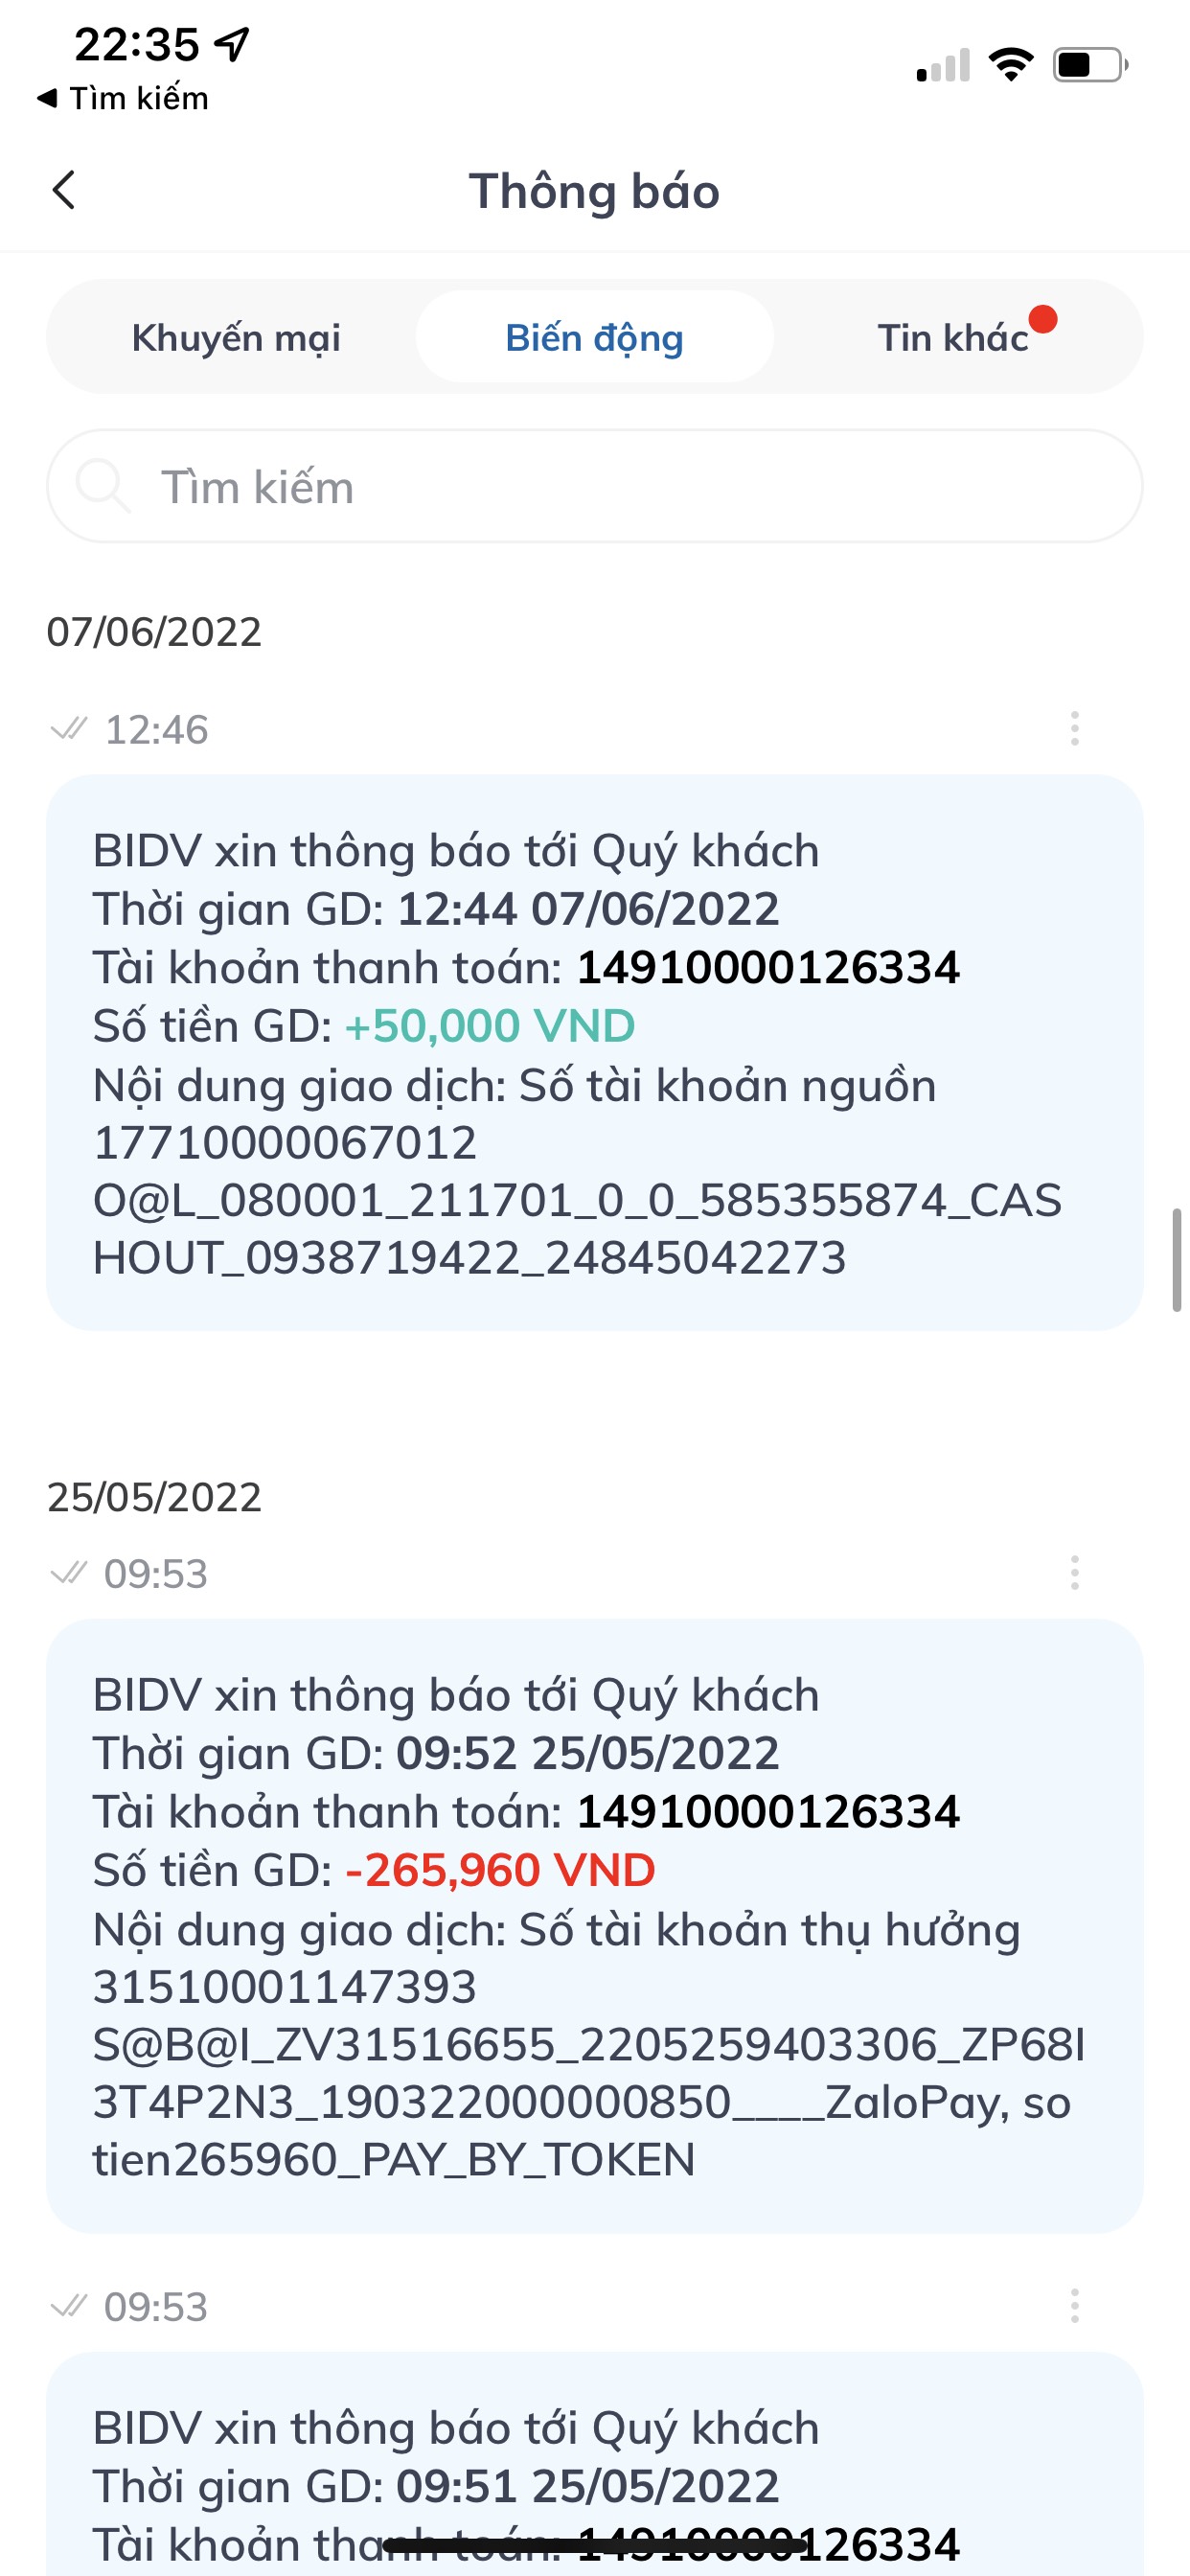 22:35
◀ Tìm kiếm
Thông báo
Khuyến mại
Biến động
Tin khác
Tìm kiếm
07/06/2022
12:46
BIDV xin thông báo tới Quý khách
Thời gian GD: 12:44 07/06/2022
Tài khoản thanh toán: 14910000126334
Số tiền GD: +50,000 VND
Nội dung giao dịch: Số tài khoản nguồn
17710000067012
O@L_080001_211701_0_0_585355874_CAS
HOUT_0938719422_24845042273
25/05/2022
09:53
BIDV xin thông báo tới Quý khách
Thời gian GD: 09:52 25/05/2022
Tài khoản thanh toán: 14910000126334
Số tiền GD: -265,960 VND
Nội dung giao dịch: Số tài khoản thụ hưởng
31510001147393
S@B@I_ZV31516655_2205259403306_ZP68I
3T4P2N3_190322000000850____ZaloPay, so
tien265960_PAY_BY_TOKEN
09:53
BIDV xin thông báo tới Quý khách
Thời gian GD: 09:51 25/05/2022
Tài khoản thanh toán: 14910000126334